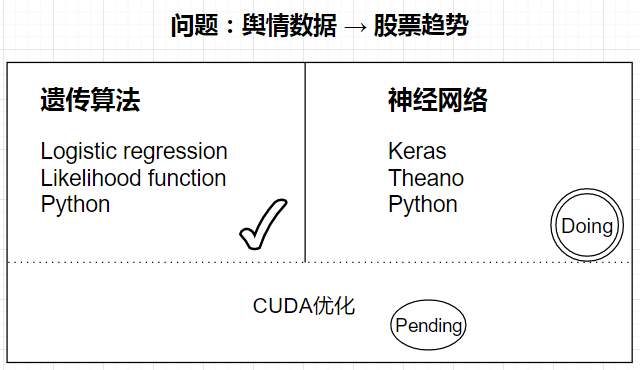 问题：舆情数据 → 股票趋势
遗传算法
Logistic regression
Likelihood function
Python
神经网络
Keras
Theano
Python
Doing
CUDA优化
Pending